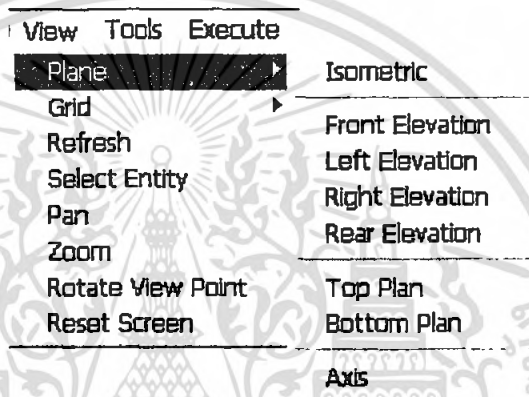 View Tools Execute
Plane
Grid
Refresh
Select Entity
Pan
Zoom
Rotate View Point
Reset Screen
Isometric
Front Elevation
Left Elevation
Right Elevation
Rear Elevation
Top Plan
Bottom Plan
Axis